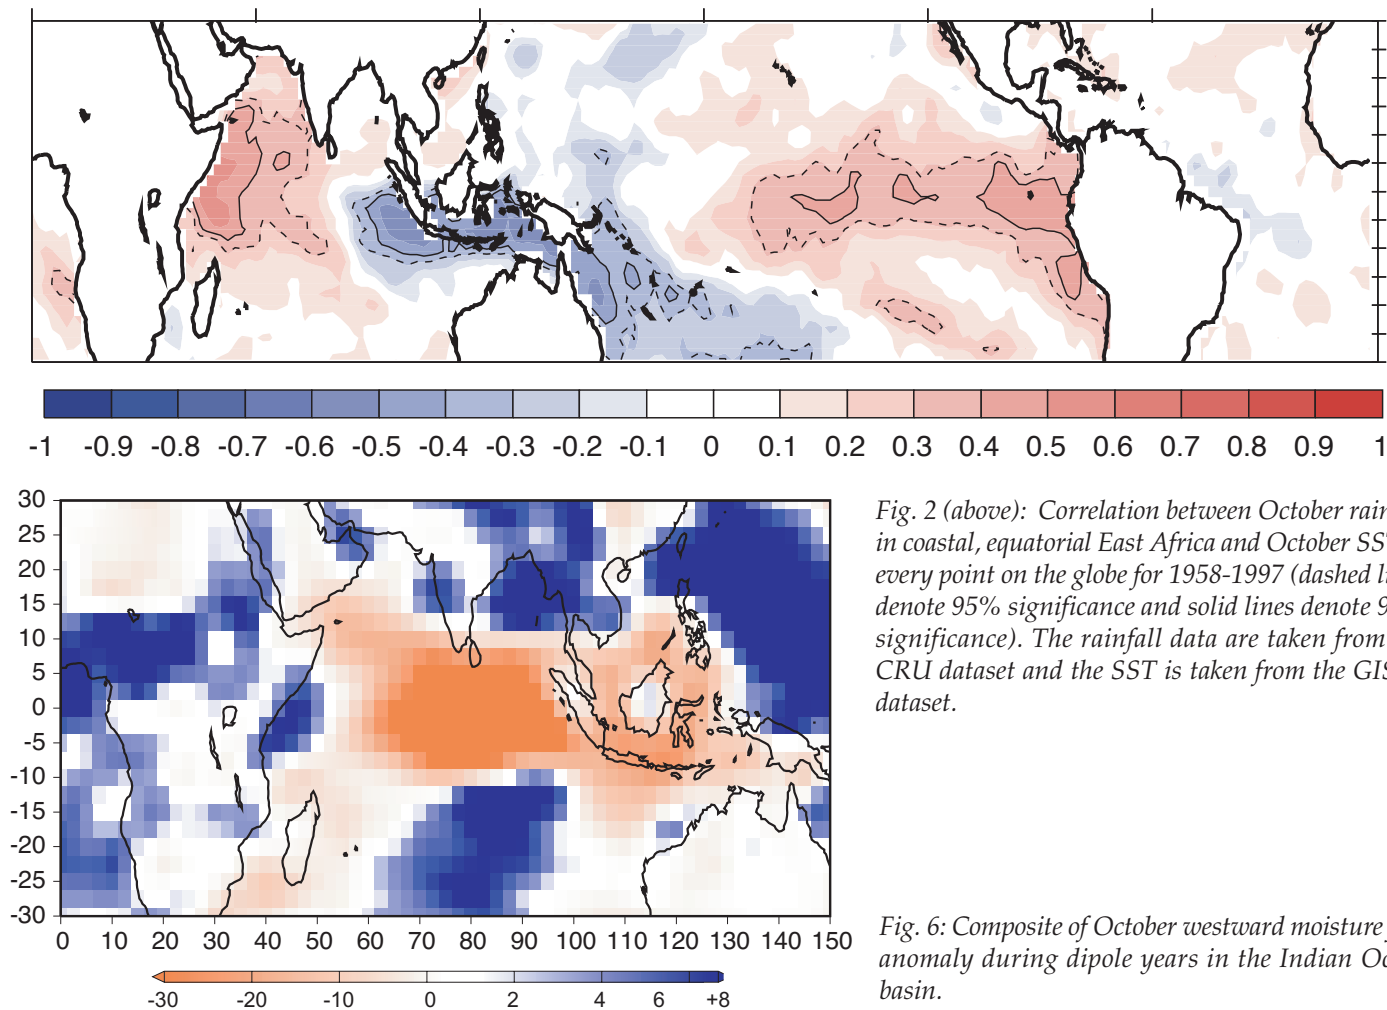 -1 -0.9 -0.8 -0.7 -0.6 -0.5 -0.4 -0.3 -0.2 -0.1 0 0.1 0.2 0.3 0.4 0.5 0.6 0.7 0.8 0.9 1
30
25
20
15
10
5
0
-5
-10
-15
-20
-25
-30
0 10 20 30 40 50 60 70 80 90 100 110 120 130 140 150
-30 -20 -10 0 2 4 6 +8
Fig. 2 (above): Correlation between October rain
in coastal, equatorial East Africa and October SST
every point on the globe for 1958-1997 (dashed li
denote 95% significance and solid lines denote 9
significance). The rainfall data are taken from
CRU dataset and the SST is taken from the GIS
dataset.
Fig. 6: Composite of October westward moisture
anomaly during dipole years in the Indian Oc
basin.